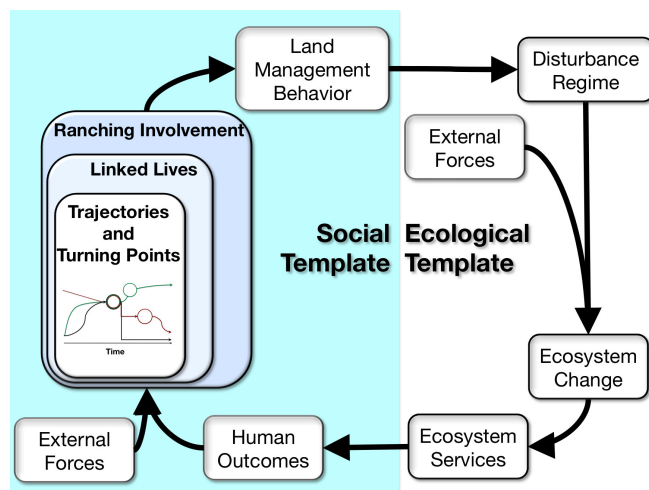 Land
Management
Behavior
Disturbance
Regime
Ranching Involvement
External
Forces
Linked Lives
Trajectories
and
Turning Points
Social
Template
Ecological
Template
Time
Ecosystem
Change
External
Forces
Human
Outcomes
Ecosystem
Services